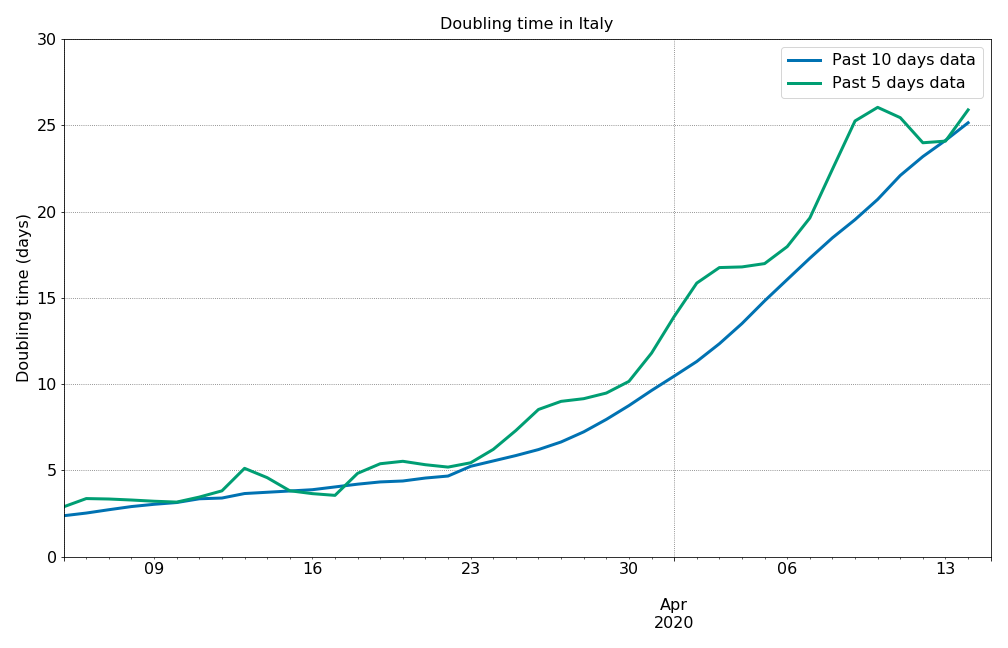 Doubling time in Italy
Past 10 days data
Past 5 days data
30
25
20
15
10
5
0
Doubling time (days)
09 16 23 30 06 13
Apr
2020